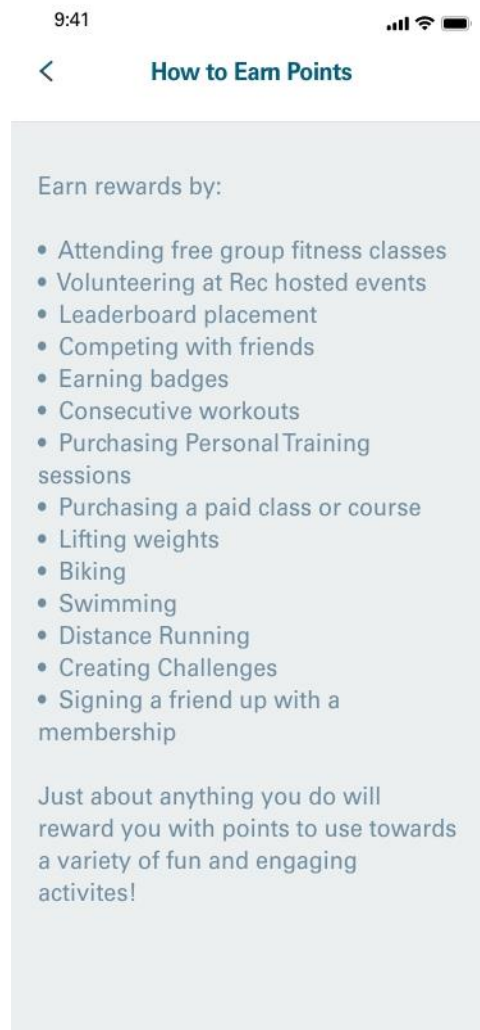 9:41
How to Earn Points
Earn rewards by:
• Attending free group fitness classes
• Volunteering at Rec hosted events
• Leaderboard placement
• Competing with friends
• Earning badges
• Consecutive workouts
• Purchasing Personal Training
sessions
• Purchasing a paid class or course
• Lifting weights
• Biking
• Swimming
• Distance Running
• Creating Challenges
• Signing a friend up with a
membership
Just about anything you do will
reward you with points to use towards
a variety of fun and engaging
activites!